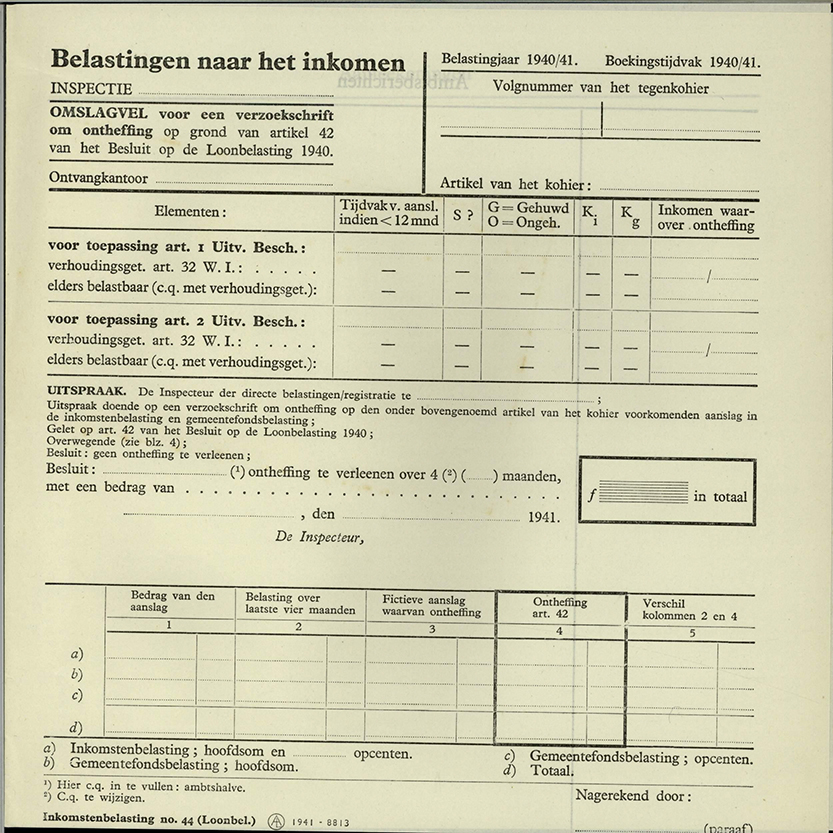 Belastingen naar het inkomen
INSPECTIE
OMSLAGVEL voor een verzoekschrift
om ontheffing op grond van artikel 42
van het Besluit op de Loonbelasting 1940.
Ontvangkantoor
Belastingjaar 1940/41. Boekingstijdvak 1940/41.
Volgnummer van het tegenkohier
Artikel van het kohier :
Elementen :
Tijdvak v. aansl.
indien < 12 mnd
S ?
G = Gehuwd
O = Ongeh.
K i
K g
Inkomen waar-
over ontheffing
voor toepassing art. 1 Uitv. Besch. :
verhoudingsget. art. 32 W. I. : . . . . . — — — — — /
elders belastbaar (c.q. met verhoudingsget.): — — — — —
voor toepassing art. 2 Uitv. Besch. :
verhoudingsget. art. 32 W. I. : . . . . . — — — — — /
elders belastbaar (c.q. met verhoudingsget.): — — — — —
UITSPRAAK. De Inspecteur der directe belastingen/registratie te ;
Uitspraak doende op een verzoekschrift om ontheffing op den onder bovengenoemd artikel van het kohier voorkomenden aanslag in
de inkomstenbelasting en gemeentefondsbelasting ;
Gelet op art. 42 van het Besluit op de Loonbelasting 1940 ;
Overwegende (zie blz. 4) ;
Besluit : geen ontheffing te verleenen ;
Besluit : (¹) ontheffing te verleenen over 4 (²) ( ) maanden,
met een bedrag van . . . . . . . . . . . . . . . . . . . . . . . . . . . .
f in totaal
, den 1941.
De Inspecteur,
Bedrag van den
aanslag
1
Belasting over
laatste vier maanden
2
Fictieve aanslag
waarvan ontheffing
3
Ontheffing
art. 42
4
Verschil
kolommen 2 en 4
5
a)
b)
c)
d)
a) Inkomstenbelasting ; hoofdsom en opcenten.
b) Gemeentefondsbelasting ; hoofdsom.
c) Gemeentefondsbelasting ; opcenten.
d) Totaal.
¹) Hier c.q. in te vullen : ambtshalve.
²) C.q. te wijzigen.
Nagerekend door :
(paraaf)
Inkomstenbelasting no. 44 (Loonbel.) 1941 - 8813